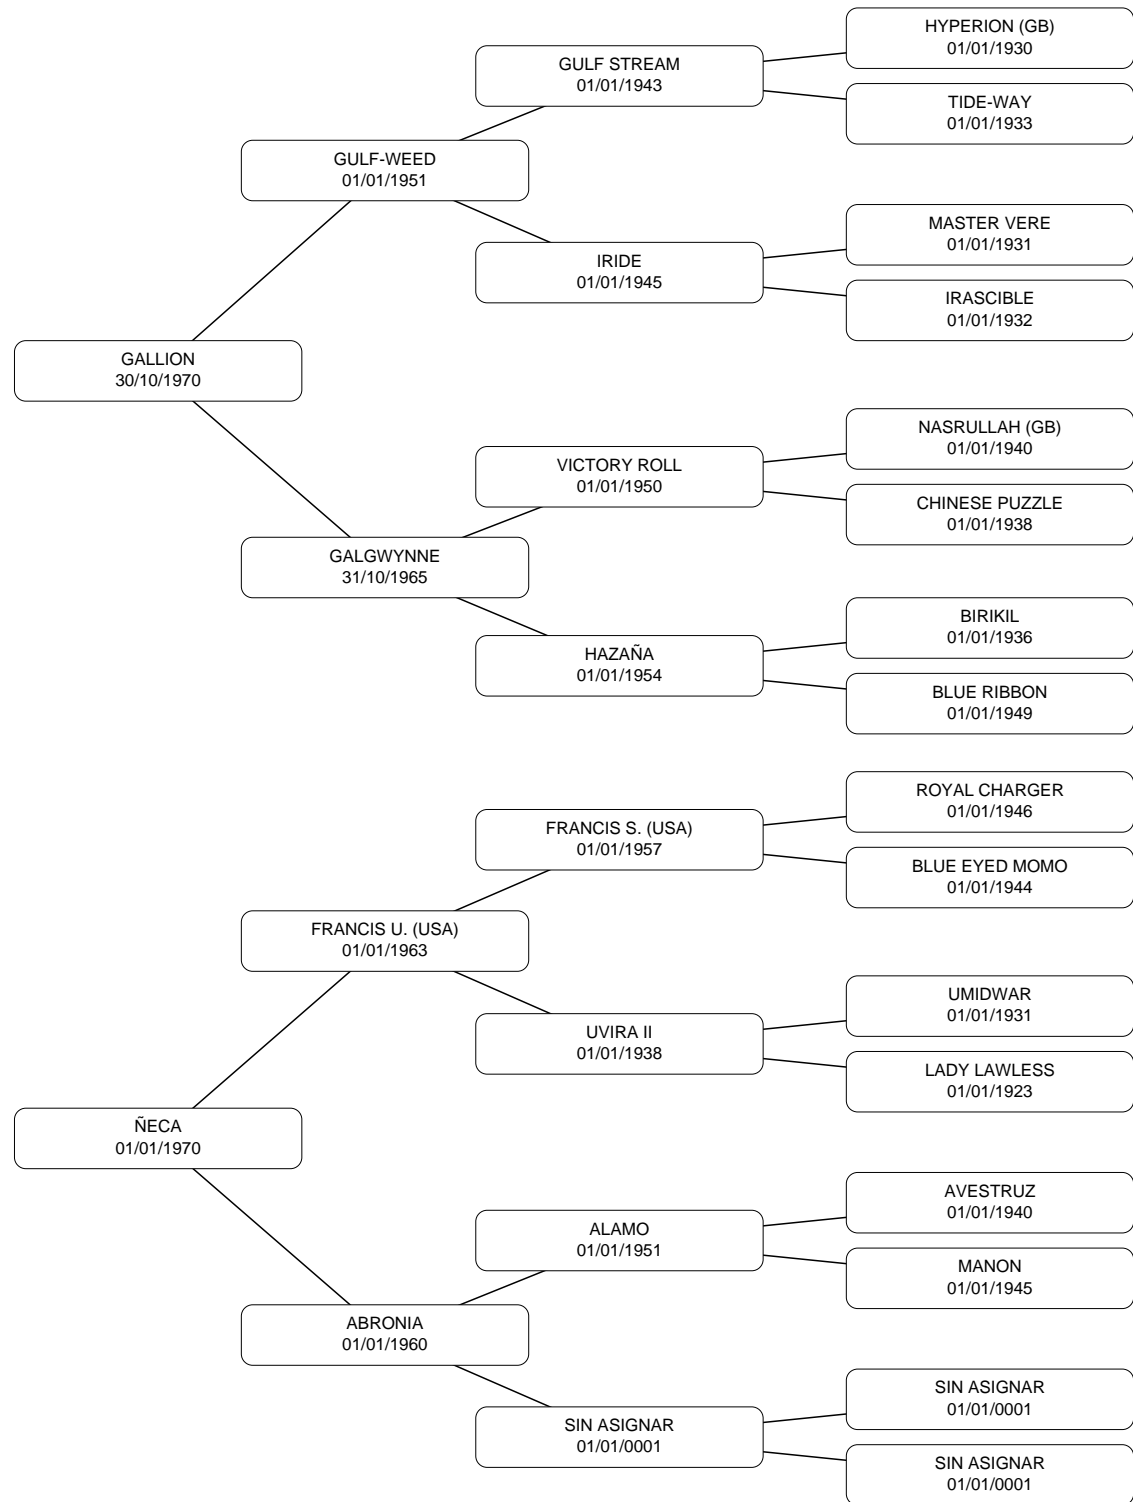 HYPERION (GB)
01/01/1930
GULF STREAM
01/01/1943
TIDE-WAY
01/01/1933
GULF-WEED
01/01/1951
MASTER VERE
01/01/1931
IRIDE
01/01/1945
IRASCIBLE
01/01/1932
GALLION
30/10/1970
NASRULLAH (GB)
01/01/1940
VICTORY ROLL
01/01/1950
CHINESE PUZZLE
01/01/1938
GALGWYNNE
31/10/1965
BIRIKIL
01/01/1936
HAZAÑA
01/01/1954
BLUE RIBBON
01/01/1949
ROYAL CHARGER
01/01/1946
FRANCIS S. (USA)
01/01/1957
BLUE EYED MOMO
01/01/1944
FRANCIS U. (USA)
01/01/1963
UMIDWAR
01/01/1931
UVIRA II
01/01/1938
LADY LAWLESS
01/01/1923
ÑECA
01/01/1970
AVESTRUZ
01/01/1940
ALAMO
01/01/1951
MANON
01/01/1945
ABRONIA
01/01/1960
SIN ASIGNAR
01/01/0001
SIN ASIGNAR
01/01/0001
SIN ASIGNAR
01/01/0001